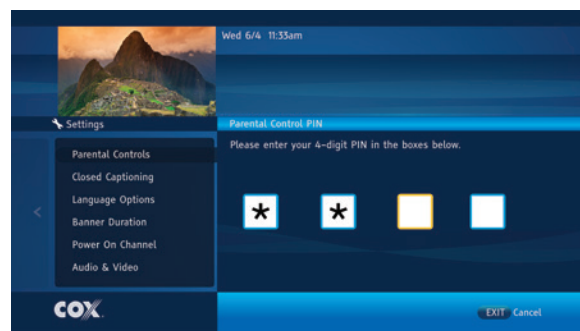 Wed 6/4 11:33am
Settings
Parental Control PIN
Please enter your 4-digit PIN in the boxes below.
Parental Controls
Closed Captioning
Language Options
Banner Duration
Power On Channel
Audio & Video
<
* *
COX
EXIT Cancel